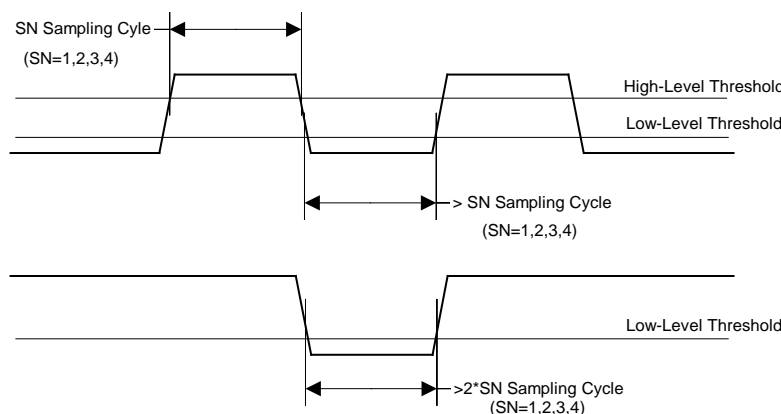 SN Sampling Cyle
(SN=1,2,3,4)
High-Level Threshold
Low-Level Threshold
> SN Sampling Cycle
(SN=1,2,3,4)
Low-Level Threshold
>2*SN Sampling Cycle
(SN=1,2,3,4)